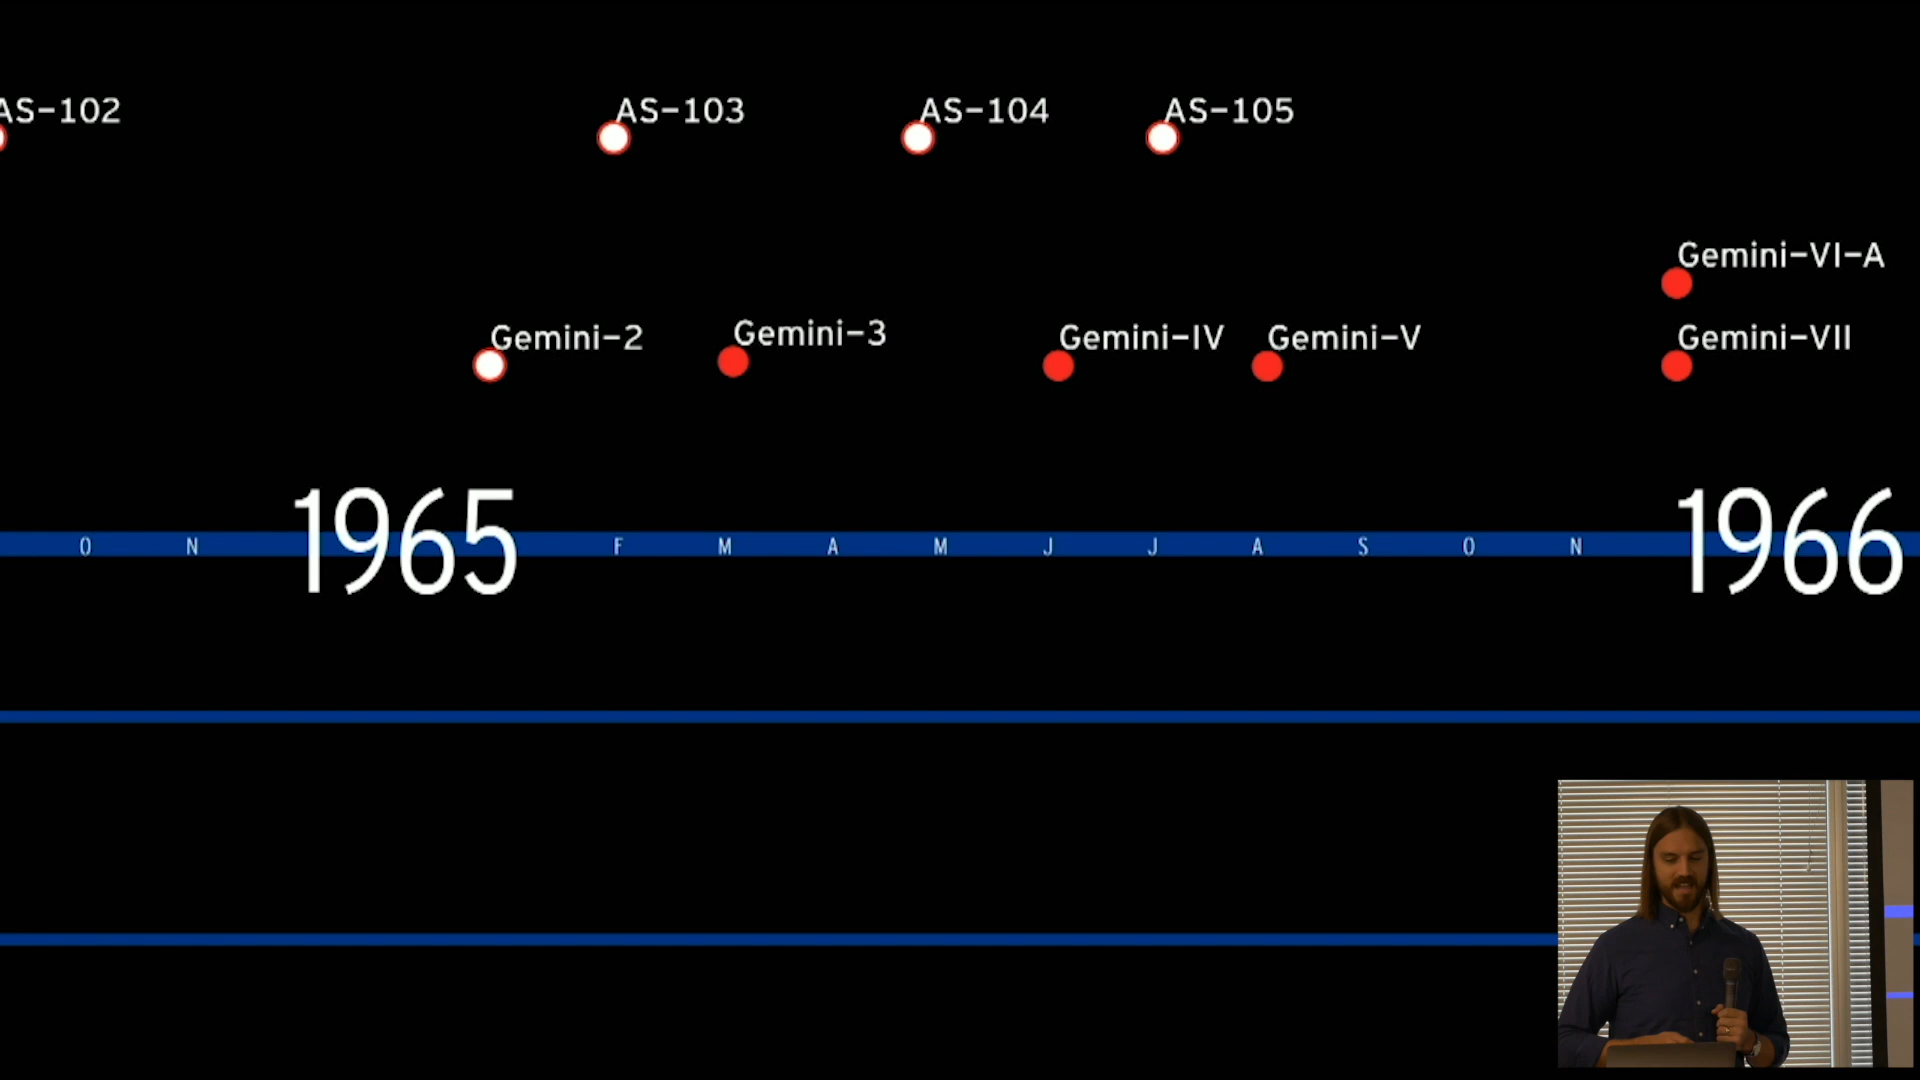 AS-102
AS-103
AS-104
AS-105
Gemini-VI-A
Gemini-2
Gemini-3
Gemini-IV
Gemini-V
Gemini-VII
O N 1965 F M A M J J A S O N 1966